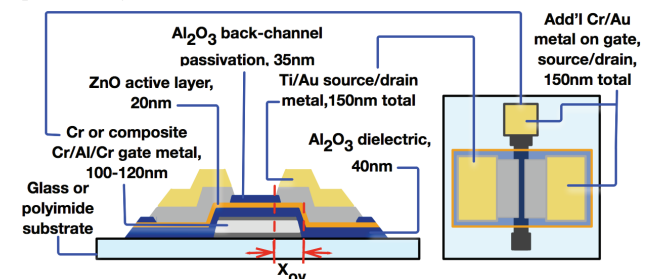 Al2O3 back-channel
passivation, 35nm
ZnO active layer,
20nm
Ti/Au source/drain
metal,150nm total
Add'l Cr/Au
metal on gate,
source/drain,
150nm total
Cr or composite
Cr/Al/Cr gate metal,
100-120nm
Al2O3 dielectric,
40nm
Glass or
polyimide
substrate
Xov